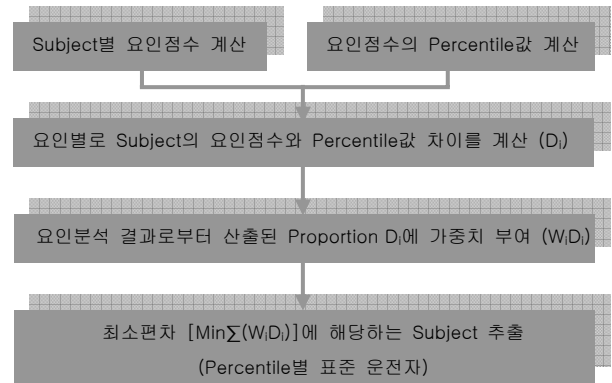 Subject별 요인점수 계산
요인점수의 Percentile값 계산
요인별로 Subject의 요인점수와 Percentile값 차이를 계산 (Di)
요인분석 결과로부터 산출된 Proportion Di에 가중치 부여 (WiDi)
최소편차 [Min∑(WiDi)]에 해당하는 Subject 추출
(Percentile별 표준 운전자)